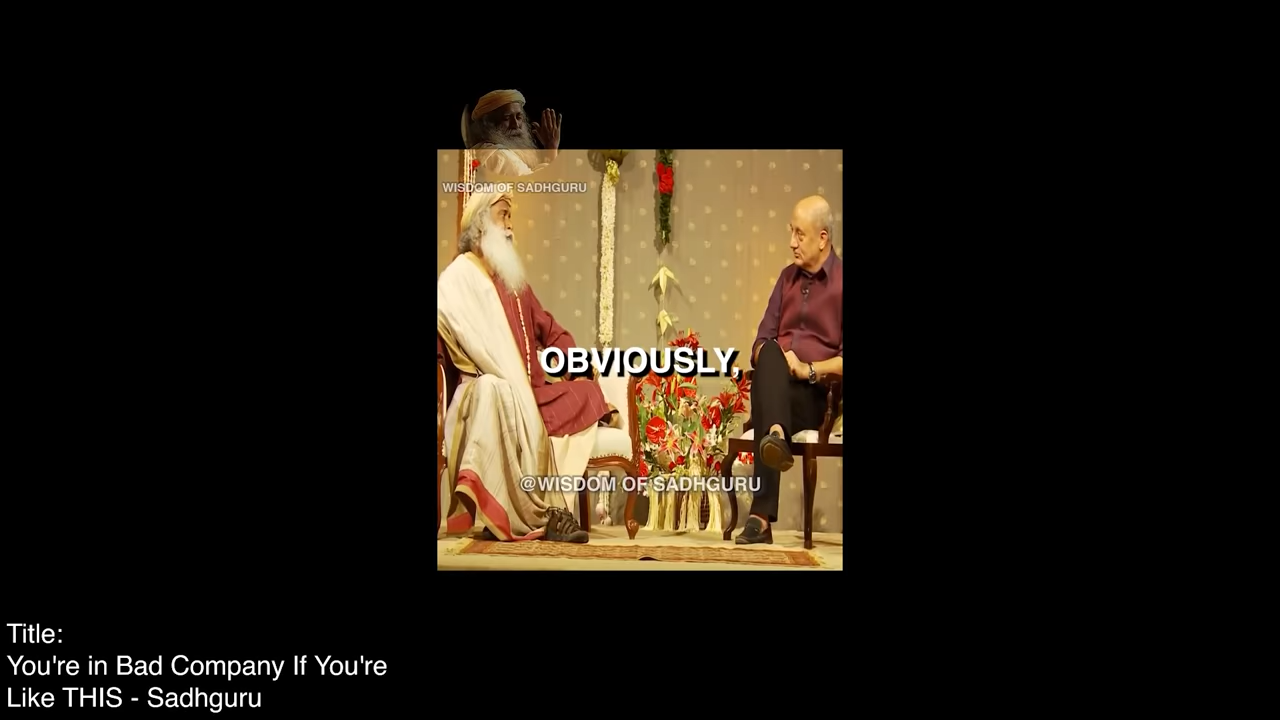 WISDOM OF SADHGURU
OBVIOUSLY,
@WISDOM OF SADHGURU
Title:
You're in Bad Company If You're
Like THIS - Sadhguru